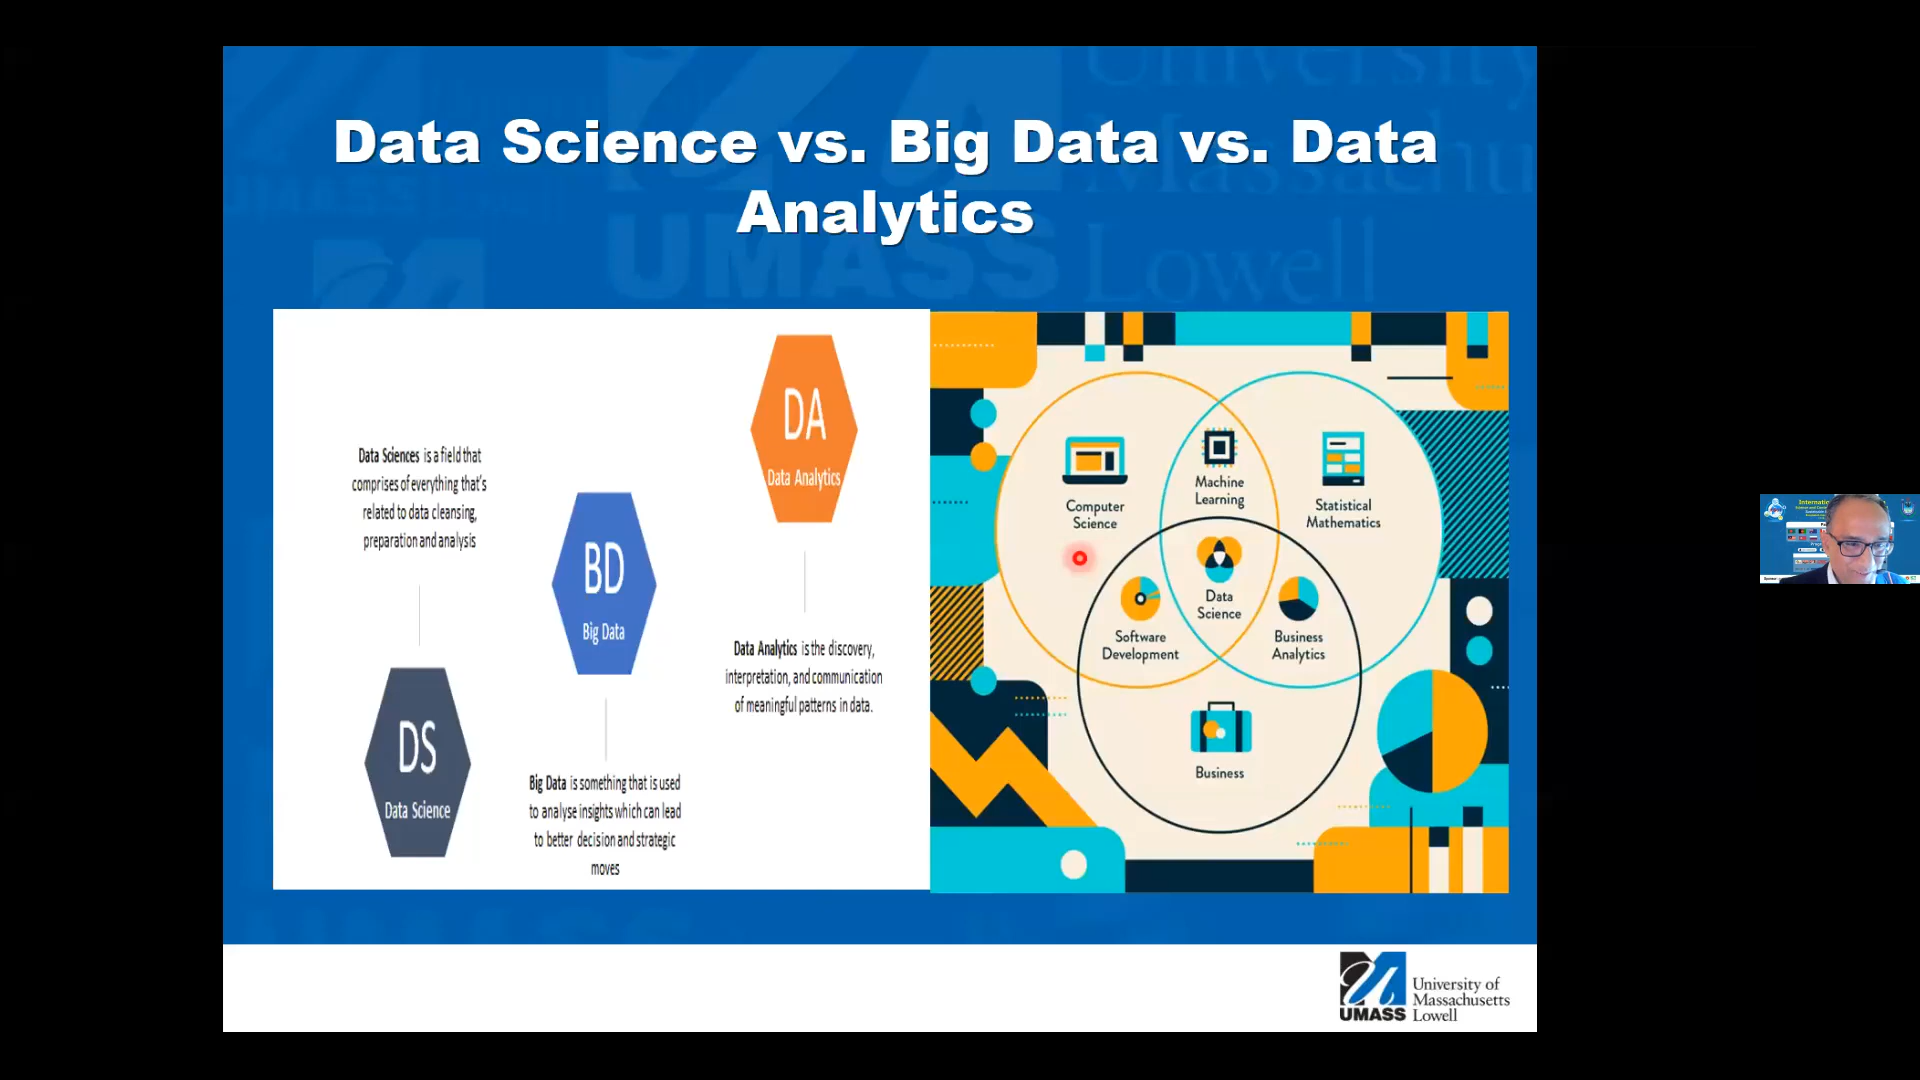 Data Science vs. Big Data vs. Data
Analytics
Data Sciences is a field that
comprises of everything that's
related to data cleansing,
preparation and analysis
DS
Data Science
BD
Big Data
Big Data is something that is used
to analyse insights which can lead
to better decision and strategic
moves
DA
Data Analytics
Data Analytics is the discovery,
interpretation, and communication
of meaningful patterns in data.
Computer
Science
Machine
Learning
Statistical
Mathematics
Data
Science
Software
Development
Business
Analytics
Business
UMASS
University of
Massachusetts
Lowell
UMASS
Lowell